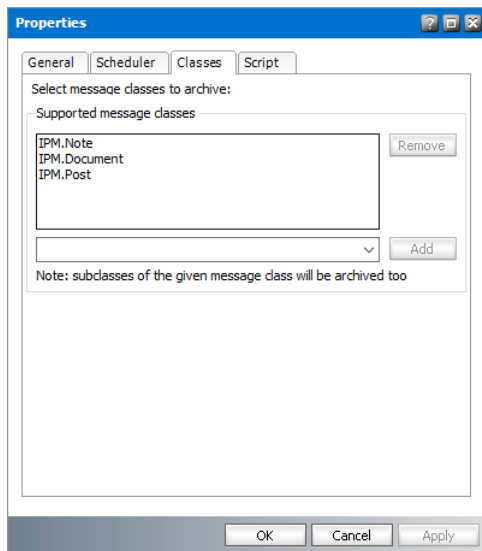 Properties
General Scheduler Classes Script
Select message classes to archive:
Supported message classes
IPM.Note
IPM.Document
IPM.Post
Remove
Add
Note: subclasses of the given message class will be archived too
OK Cancel Apply